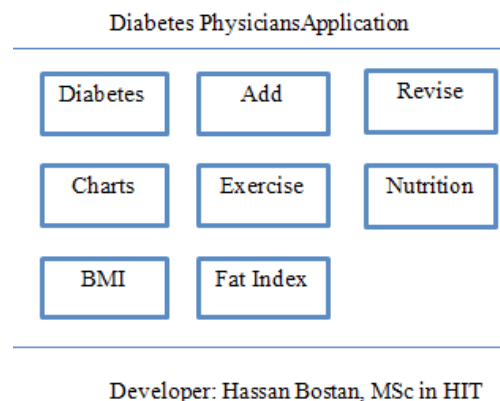 Diabetes PhysiciansApplication
Diabetes
Add
Revise
Charts
Exercise
Nutrition
BMI
Fat Index
Developer: Hassan Bostan, MSc in HIT